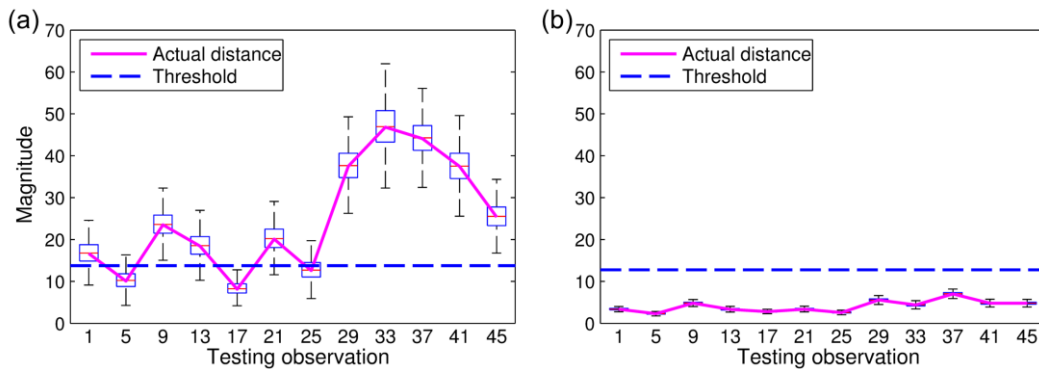 (a)
70
60
50
40
30
20
10
0
Magnitude
Actual distance
Threshold
1 5 9 13 17 21 25 29 33 37 41 45
Testing observation
(b)
70
60
50
40
30
20
10
0
Actual distance
Threshold
1 5 9 13 17 21 25 29 33 37 41 45
Testing observation